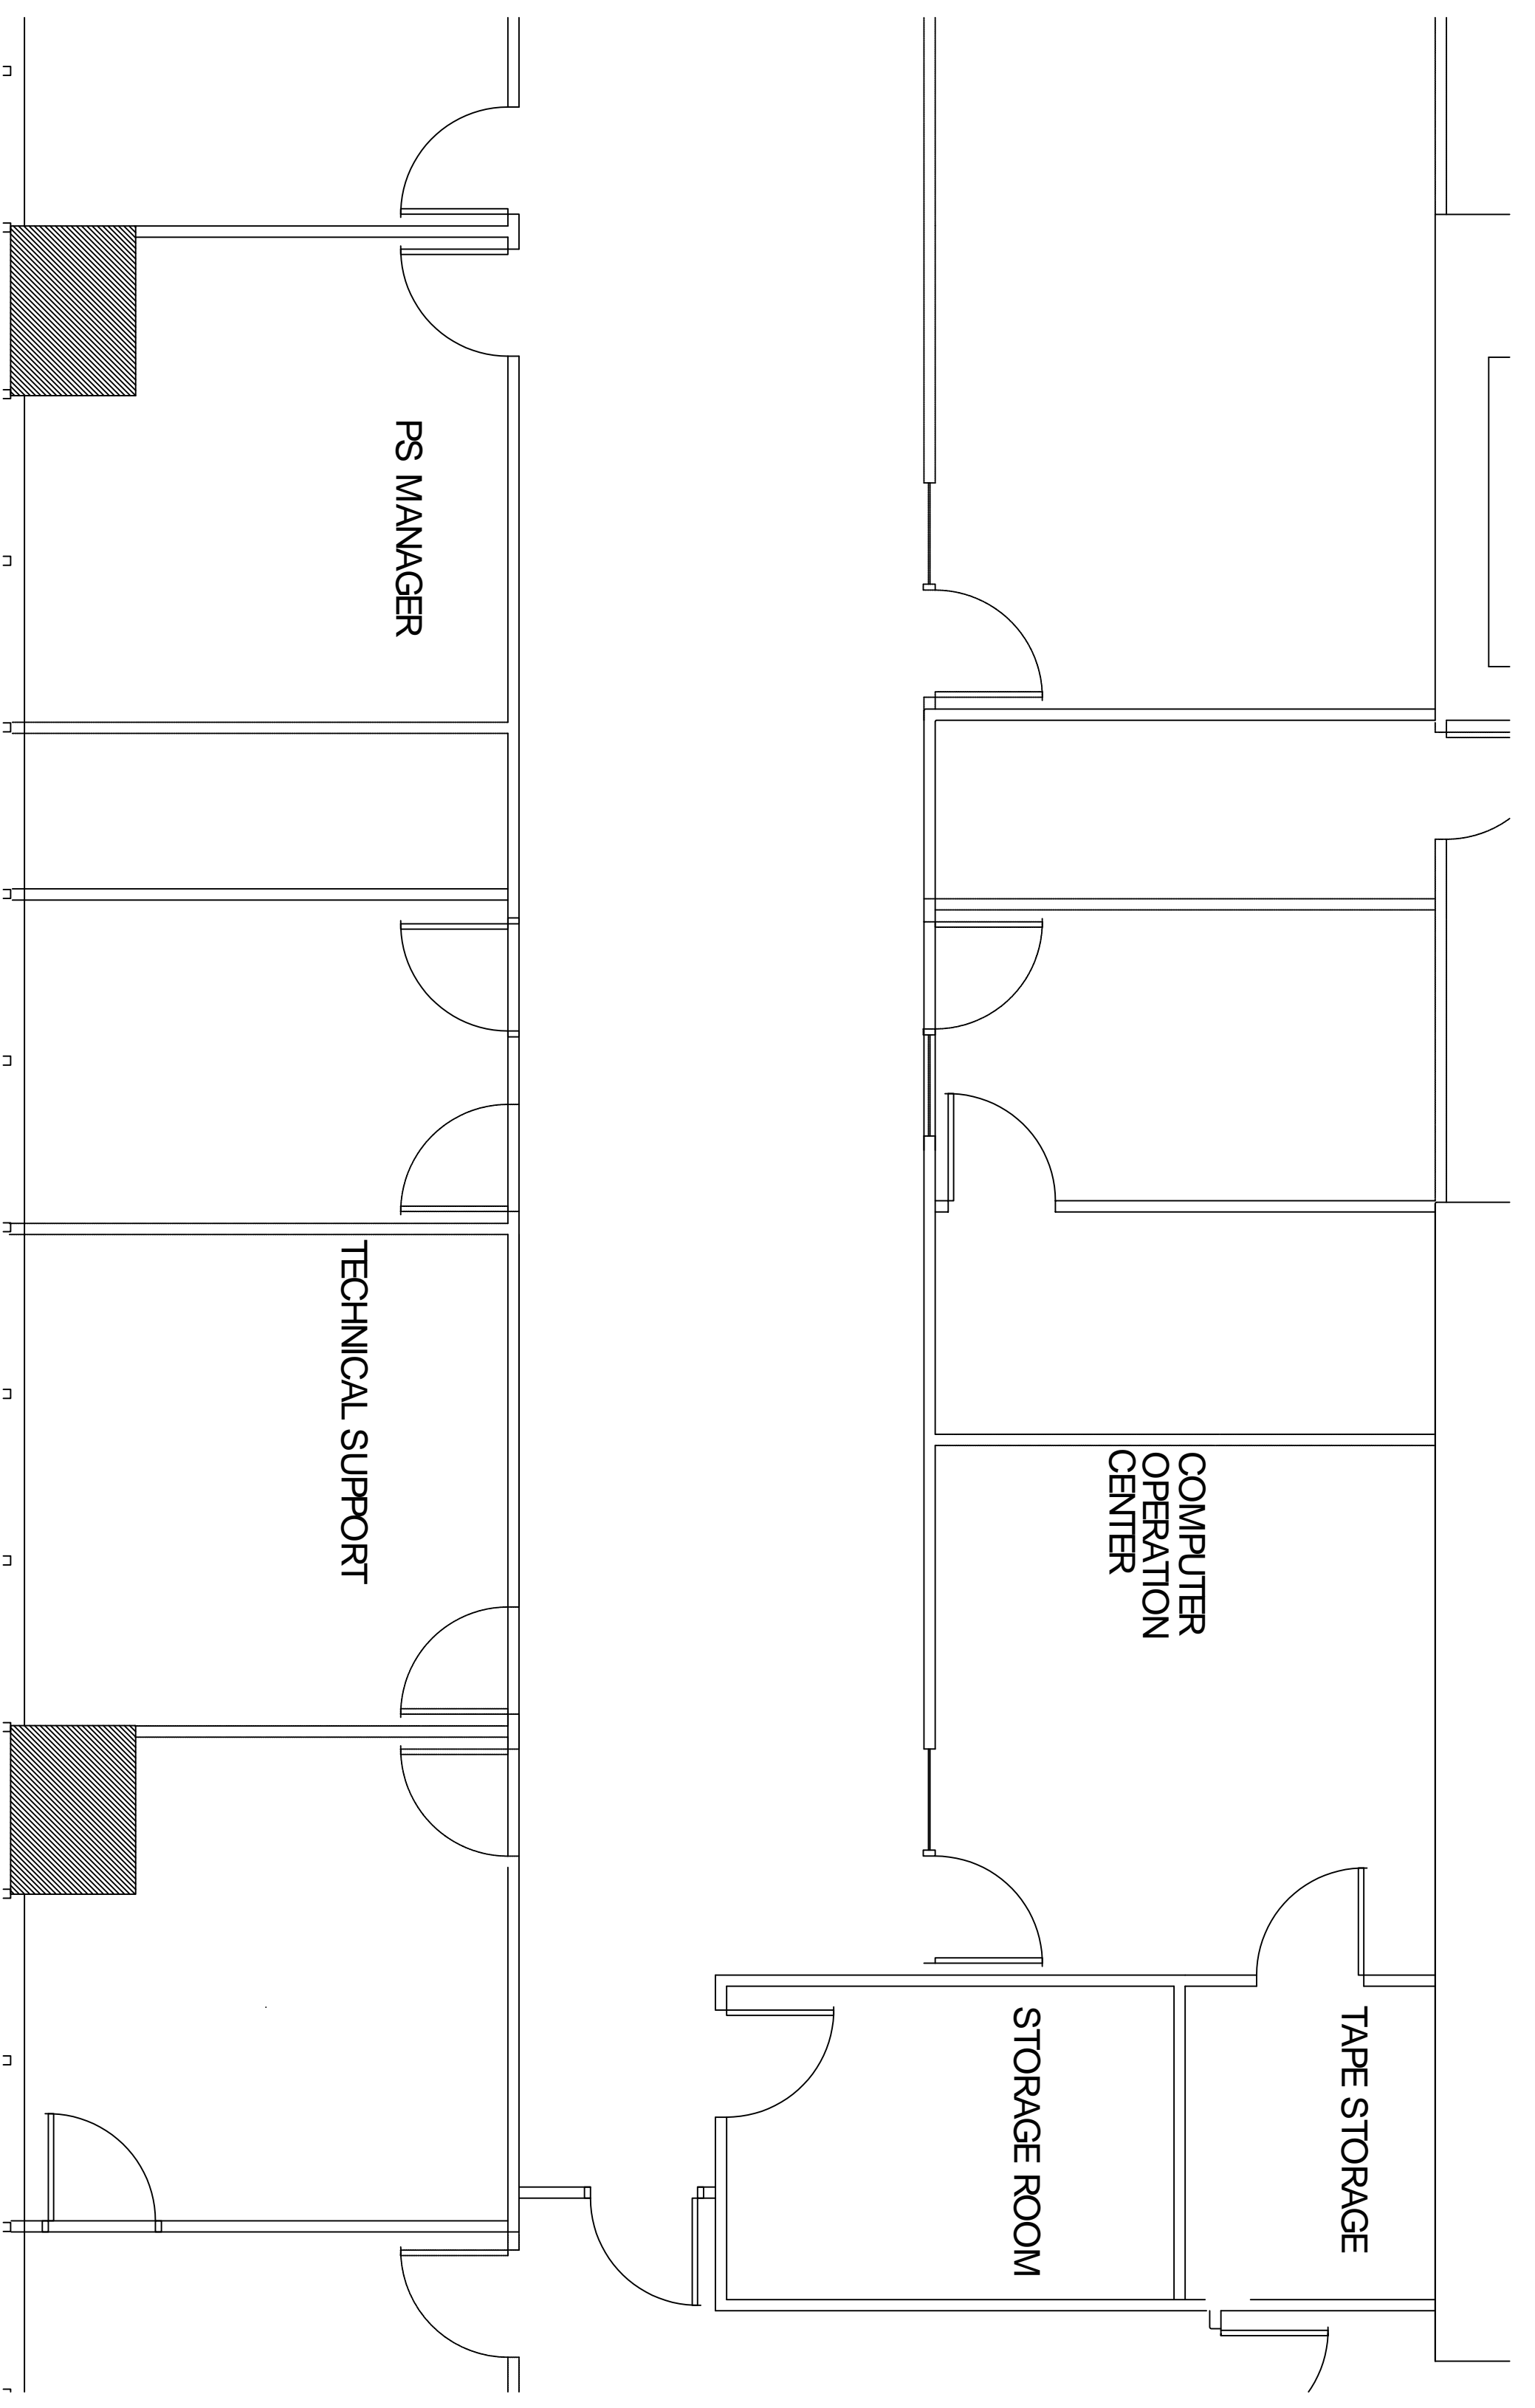 PS MANAGER
TECHNICAL SUPPORT
COMPUTER
OPERATION
CENTER
STORAGE ROOM
TAPE STORAGE